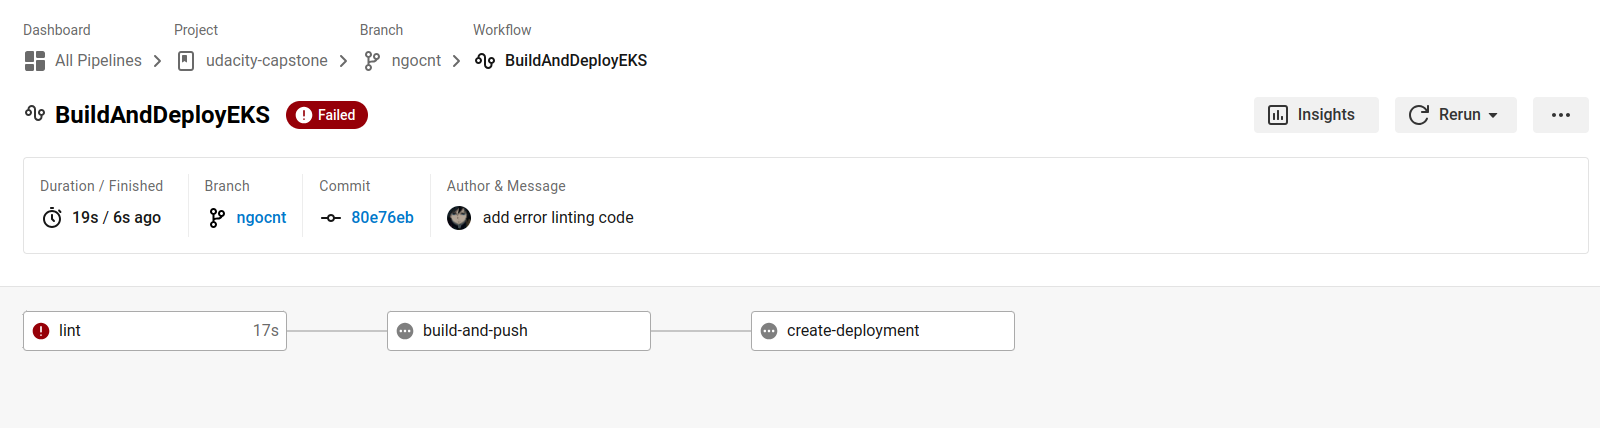 Dashboard Project Branch Workflow
All Pipelines udacity-capstone ngocnt BuildAndDeployEKS
BuildAndDeployEKS Failed Insights Rerun
Duration / Finished Branch Commit Author & Message
19s / 6s ago ngocnt 80e76eb add error linting code
lint 17s build-and-push create-deployment